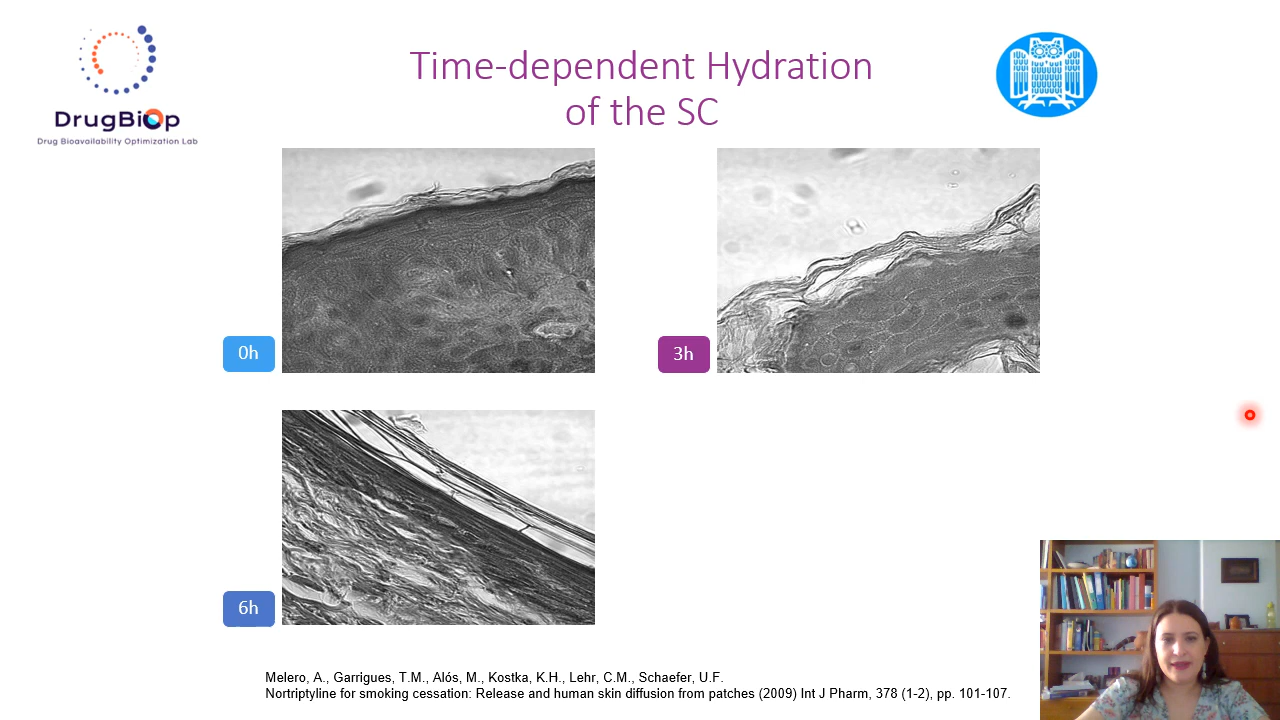 DrugBiOp
Drug Bioavailability Optimization Lab
Time-dependent Hydration
of the SC
0h
3h
6h
Melero, A., Garrigues, T.M., Alós, M., Kostka, K.H., Lehr, C.M., Schaefer, U.F.
Nortriptyline for smoking cessation: Release and human skin diffusion from patches (2009) Int J Pharm, 378 (1-2), pp. 101-107.